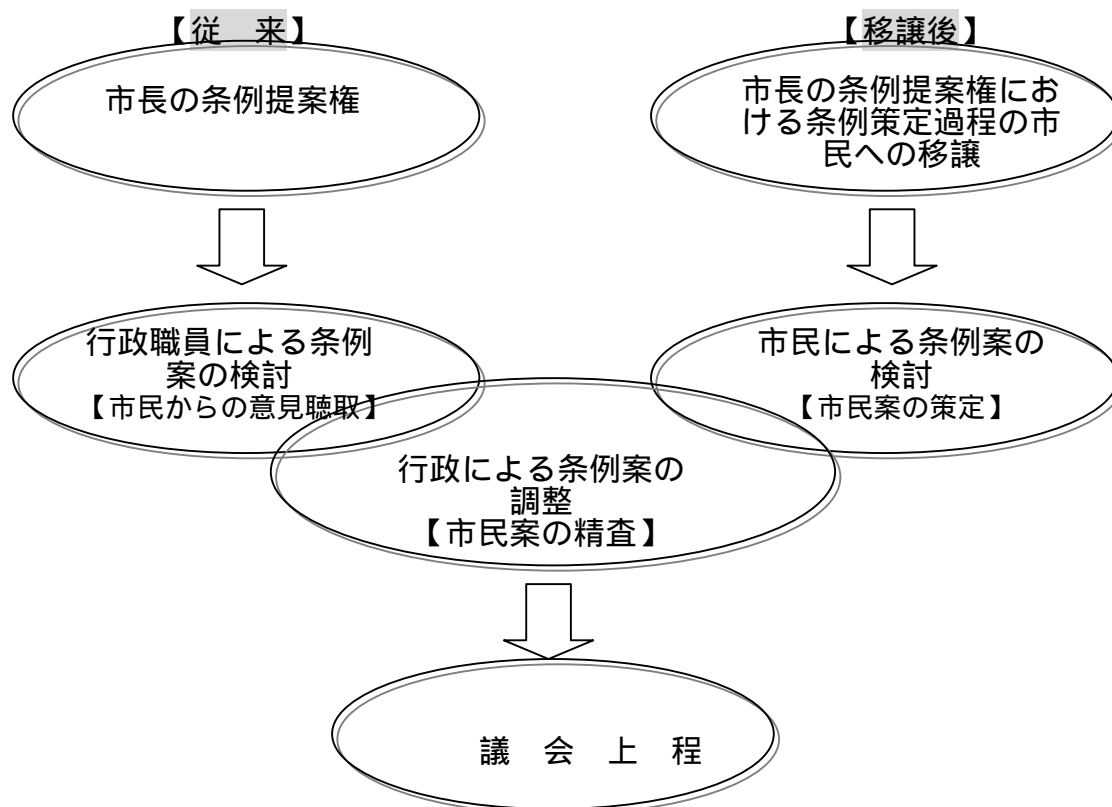 【従　来】
市長の条例提案権
行政職員による条例
案の検討
【市民からの意見聴取】
【移譲後】
市長の条例提案権にお
ける条例策定過程の市
民への移譲
市民による条例案の
検討
【市民案の策定】
行政による条例案の
調整
【市民案の精査】
議　会　上　程